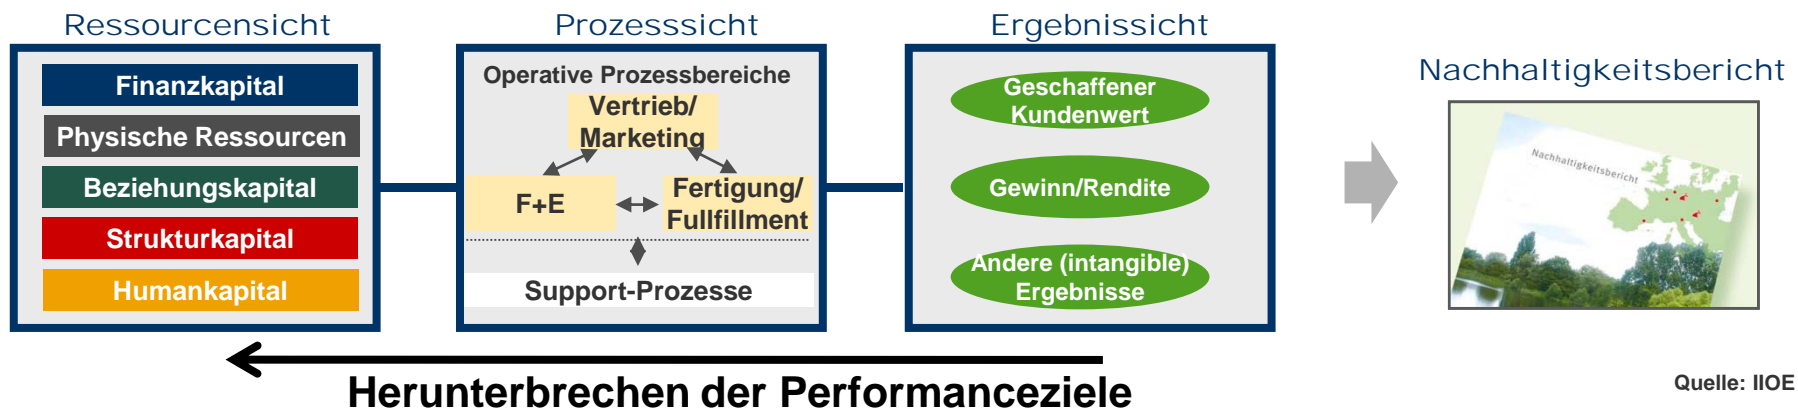 Ressourcensicht
Finanzkapital
Physische Ressourcen
Beziehungskapital
Strukturkapital
Humankapital
Prozesssicht
Operative Prozessbereiche
Vertrieb/
Marketing
F+E
Fertigung/
Fullfillment
Support-Prozesse
Ergebnissicht
Geschaffener
Kundenwert
Gewinn/Rendite
Andere (intangible)
Ergebnisse
Nachhaltigkeitsbericht
Nachhaltigkeitsbericht
Herunterbrechen der Performanceziele
Quelle: IIOE